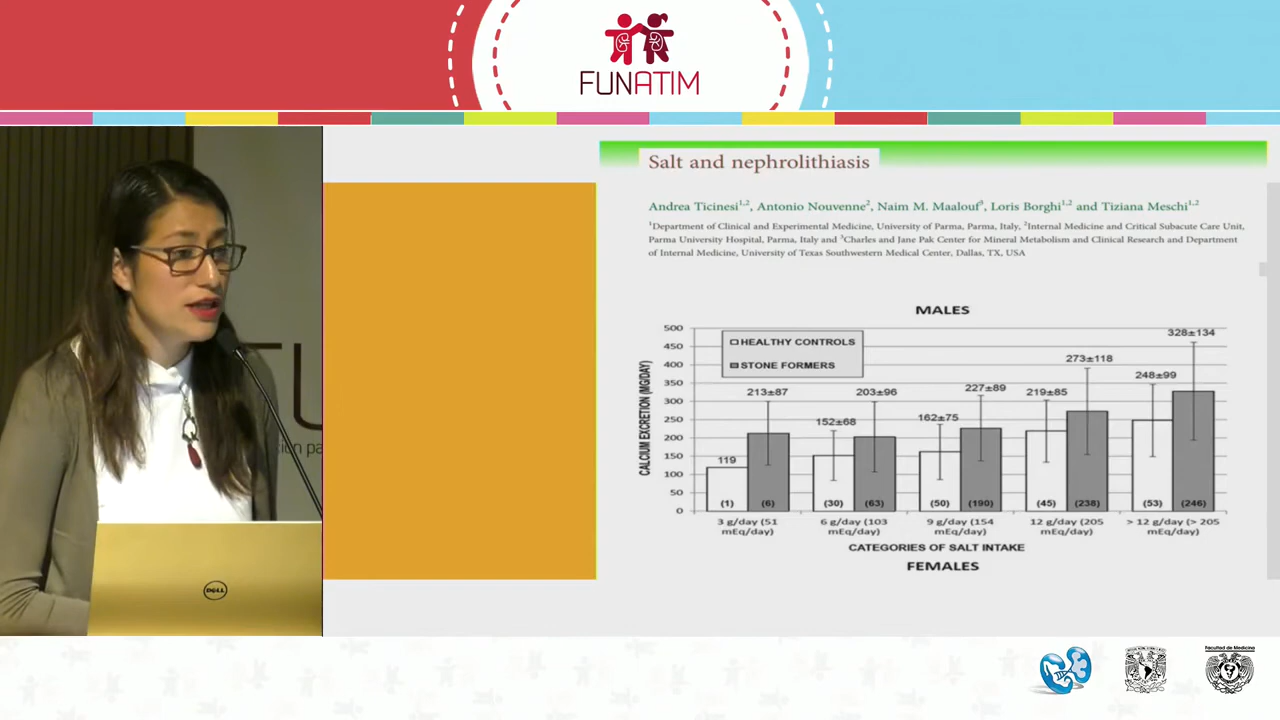 FUNATIM
TU
ión pa
DELL
Salt and nephrolithiasis
Andrea Ticinesi1,2, Antonio Nouvenne2, Naim M. Maalouf3, Loris Borghi1,2 and Tiziana Meschi1,2
1Department of Clinical and Experimental Medicine, University of Parma, Parma, Italy, 2Internal Medicine and Critical Subacute Care Unit,
Parma University Hospital, Parma, Italy and 3Charles and Jane Pak Center for Mineral Metabolism and Clinical Research and Department
of Internal Medicine, University of Texas Southwestern Medical Center, Dallas, TX, USA
MALES
CALCIUM EXCRETION (MG/DAY)
500
450
400
350
300
250
200
150
100
50
0
HEALTHY CONTROLS
STONE FORMERS
119
213±87
152±68
203±96
162±75
227±89
219±85
273±118
248±99
328±134
(1) (6) (30) (63) (50) (190) (45) (238) (53) (246)
3 g/day (51 mEq/day)
6 g/day (103 mEq/day)
9 g/day (154 mEq/day)
12 g/day (205 mEq/day)
> 12 g/day (> 205 mEq/day)
CATEGORIES OF SALT INTAKE
FEMALES
Facultad de Medicina